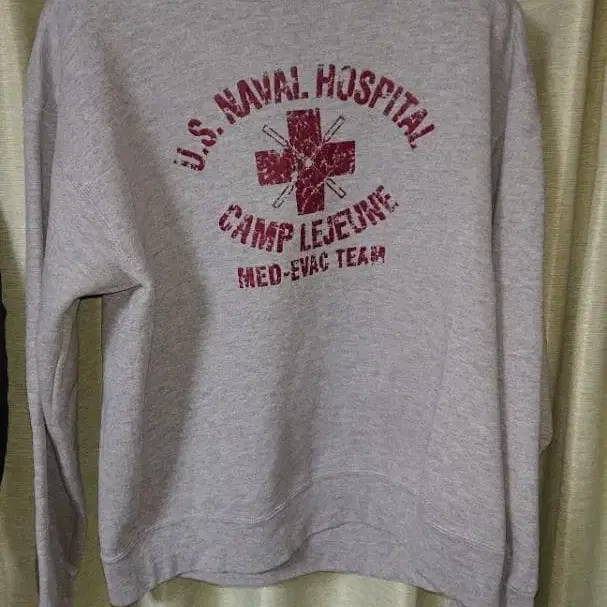 U.S. NAVAL HOSPITAL
CAMP LEJEUNE
MED-EVAC TEAM